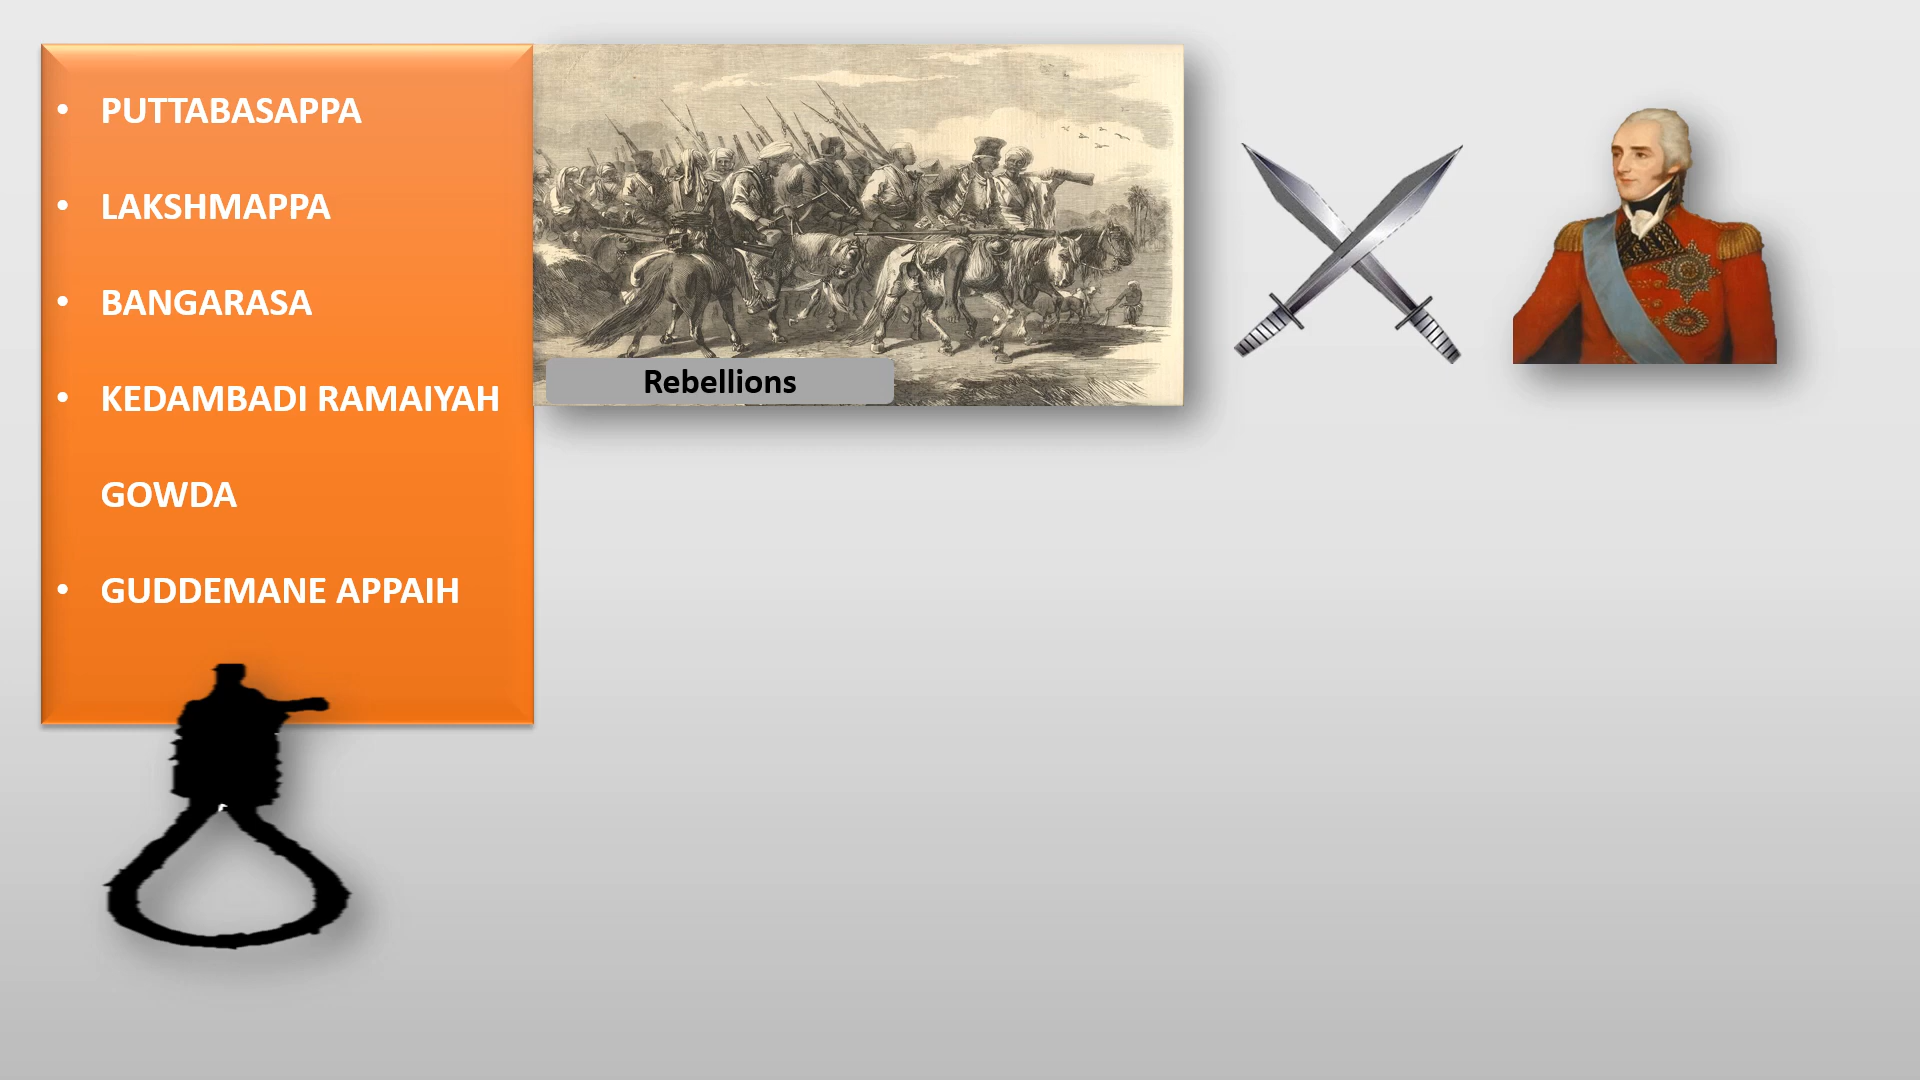 • PUTTABASAPPA
• LAKSHMAPPA
• BANGARASA
• KEDAMBADI RAMAIYAH
GOWDA
• GUDDEMANE APPAIH
Rebellions